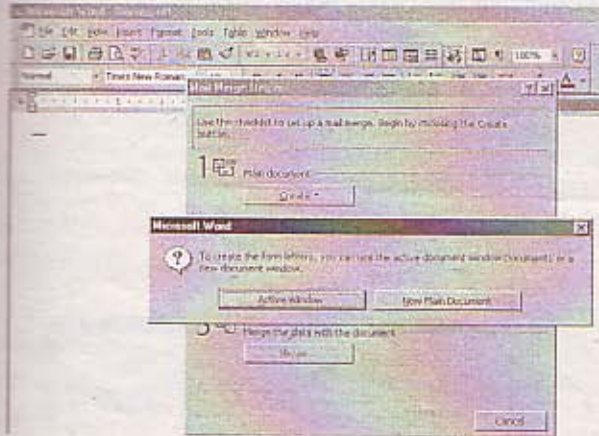 Microsoft Word
File Edit View Insert Format Tools Table Window Help
100%
Normal
Times New Roman
Mail Merge Helper
Use the checklist to set up a mail merge. Begin by choosing the Create
button.
1
Main document
Create
Microsoft Word
To create the form letters, you can use the active document window Document1 or a
new document window.
Active Window
New Main Document
3
Merge the data with the document
Merge
Cancel